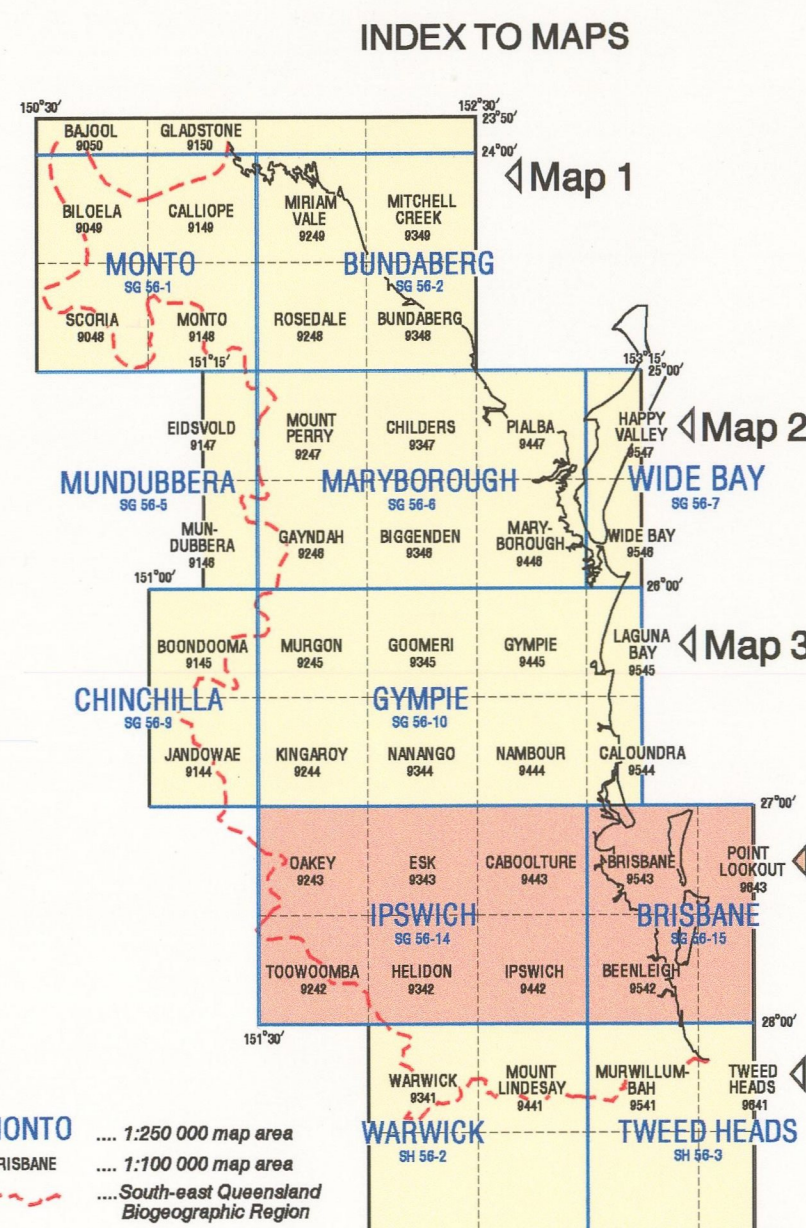 INDEX TO MAPS
150°30′
152°30′
23°50′
BAJOOL
9050
GLADSTONE
9150
24°00′
Map 1
BILOELA
9049
CALLIOPE
9149
MIRIAM
VALE
9249
MITCHELL
CREEK
9349
MONTO
SG 56-1
BUNDABERG
SG 56-2
SCORIA
9048
MONTO
9148
ROSEDALE
9248
BUNDABERG
9348
151°15′
153°15′
25°00′
EIDSVOLD
9147
MOUNT
PERRY
9247
CHILDERS
9347
PIALBA
9447
HAPPY
VALLEY
9547
Map 2
MUNDUBBERA
SG 56-5
MARYBOROUGH
SG 56-6
WIDE BAY
SG 56-7
MUN-
DUBBERA
9146
GAYNDAH
9246
BIGGENDEN
9346
MARY-
BOROUGH
9446
WIDE BAY
9546
151°00′
26°00′
BOONDOOMA
9145
MURGON
9245
GOOMERI
9345
GYMPIE
9445
LAGUNA
BAY
9545
Map 3
CHINCHILLA
SG 56-9
GYMPIE
SG 56-10
JANDOWAE
9144
KINGAROY
9244
NANANGO
9344
NAMBOUR
9444
CALOUNDRA
9544
27°00′
OAKEY
9243
ESK
9343
CABOOLTURE
9443
BRISBANE
9543
POINT
LOOKOUT
9643
IPSWICH
SG 56-14
BRISBANE
SG 56-15
TOOWOOMBA
9242
HELIDON
9342
IPSWICH
9442
BEENLEIGH
9542
151°30′
28°00′
WARWICK
9341
MOUNT
LINDESAY
9441
MURWILLUM-
BAH
9541
TWEED
HEADS
9641
WARWICK
SH 56-2
TWEED HEADS
SH 56-3
MONTO .... 1:250 000 map area
RISBANE .... 1:100 000 map area
....South-east Queensland
Biogeographic Region